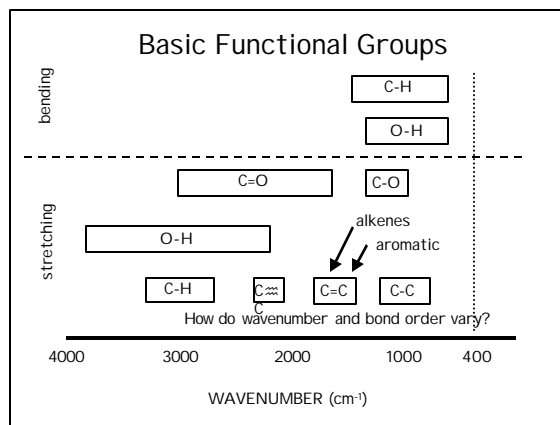 Basic Functional Groups
bending
C-H
O-H
stretching
C=O
C-O
alkenes
aromatic
O-H
C-H
C
C
C=C
C-C
How do wavenumber and bond order vary?
4000
3000
2000
1000
400
WAVENUMBER (cm-1)